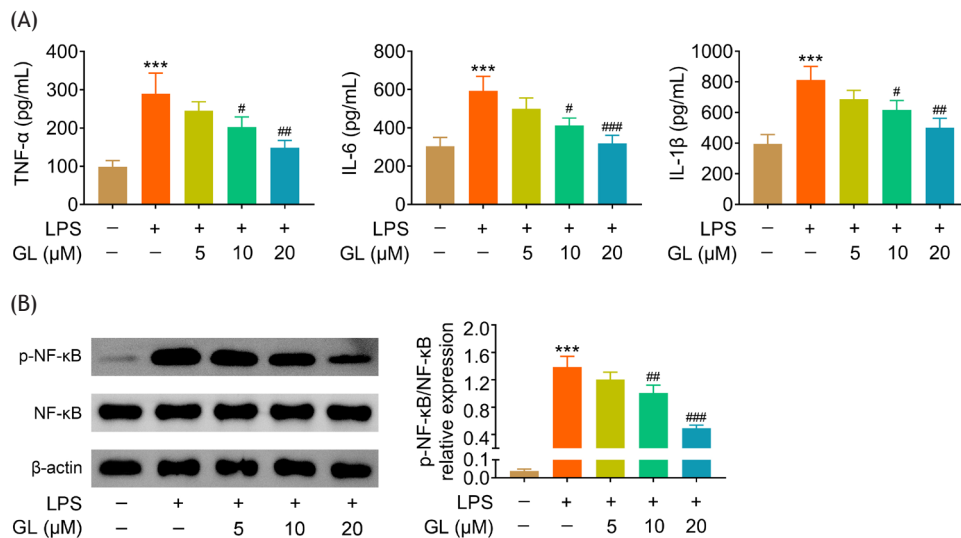 (A)
TNF-α (pg/mL)
400
300
200
100
0
***
#
##
LPS – + + + +
GL (μM) – – 5 10 20
IL-6 (pg/mL)
800
600
400
200
0
***
#
###
LPS – + + + +
GL (μM) – – 5 10 20
IL-1β (pg/mL)
1000
800
600
400
200
0
***
#
##
LPS – + + + +
GL (μM) – – 5 10 20
(B)
p-NF-κB
NF-κB
β-actin
LPS – + + + +
GL (μM) – – 5 10 20
p-NF-κB/NF-κB
relative expression
2.0
1.6
1.2
0.8
0.4
0.1
0.0
***
##
###
LPS – + + + +
GL (μM) – – 5 10 20